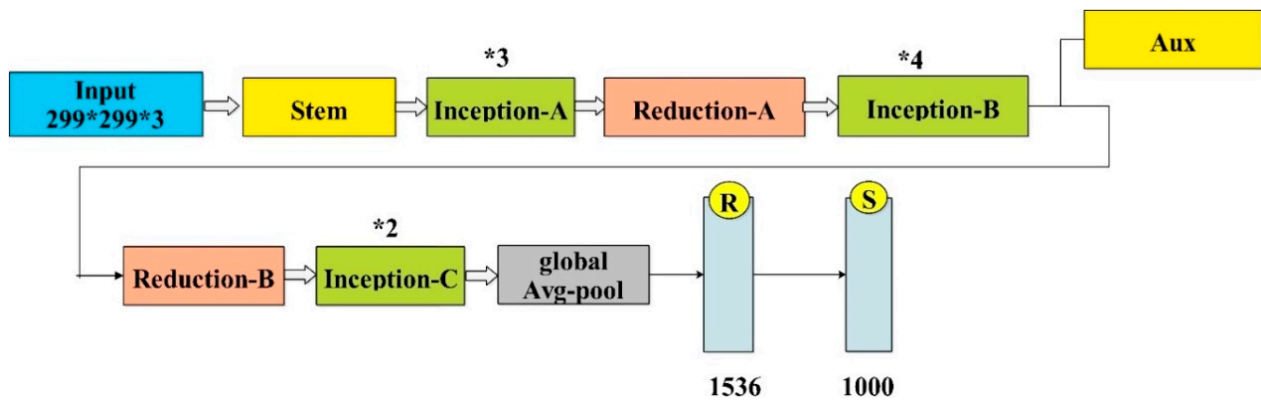 *3
*4
Aux
Input
299*299*3
Stem
Inception-A
Reduction-A
Inception-B
*2
R
S
Reduction-B
Inception-C
global
Avg-pool
1536
1000